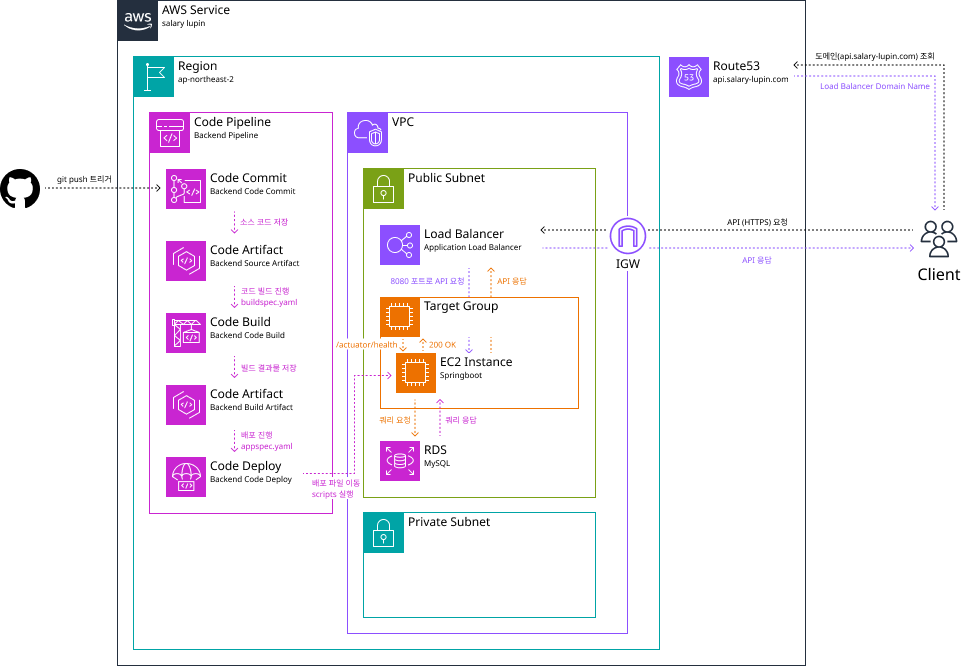 aws
AWS Service
salary lupin
Region
ap-northeast-2
Route53
api.salary-lupin.com
53
도메인(api.salary-lupin.com) 조회
Load Balancer Domain Name
Code Pipeline
Backend Pipeline
VPC
git push 트리거
Code Commit
Backend Code Commit
소스 코드 저장
Code Artifact
Backend Source Artifact
코드 빌드 진행
buildspec.yaml
Code Build
Backend Code Build
빌드 결과물 저장
Code Artifact
Backend Build Artifact
배포 진행
appspec.yaml
Code Deploy
Backend Code Deploy
배포 파일 이동
scripts 실행
Public Subnet
Load Balancer
Application Load Balancer
8080 포트로 API 요청
API 응답
Target Group
/actuator/health
200 OK
EC2 Instance
Springboot
쿼리 요청
쿼리 응답
RDS
MySQL
Private Subnet
IGW
API (HTTPS) 요청
API 응답
Client